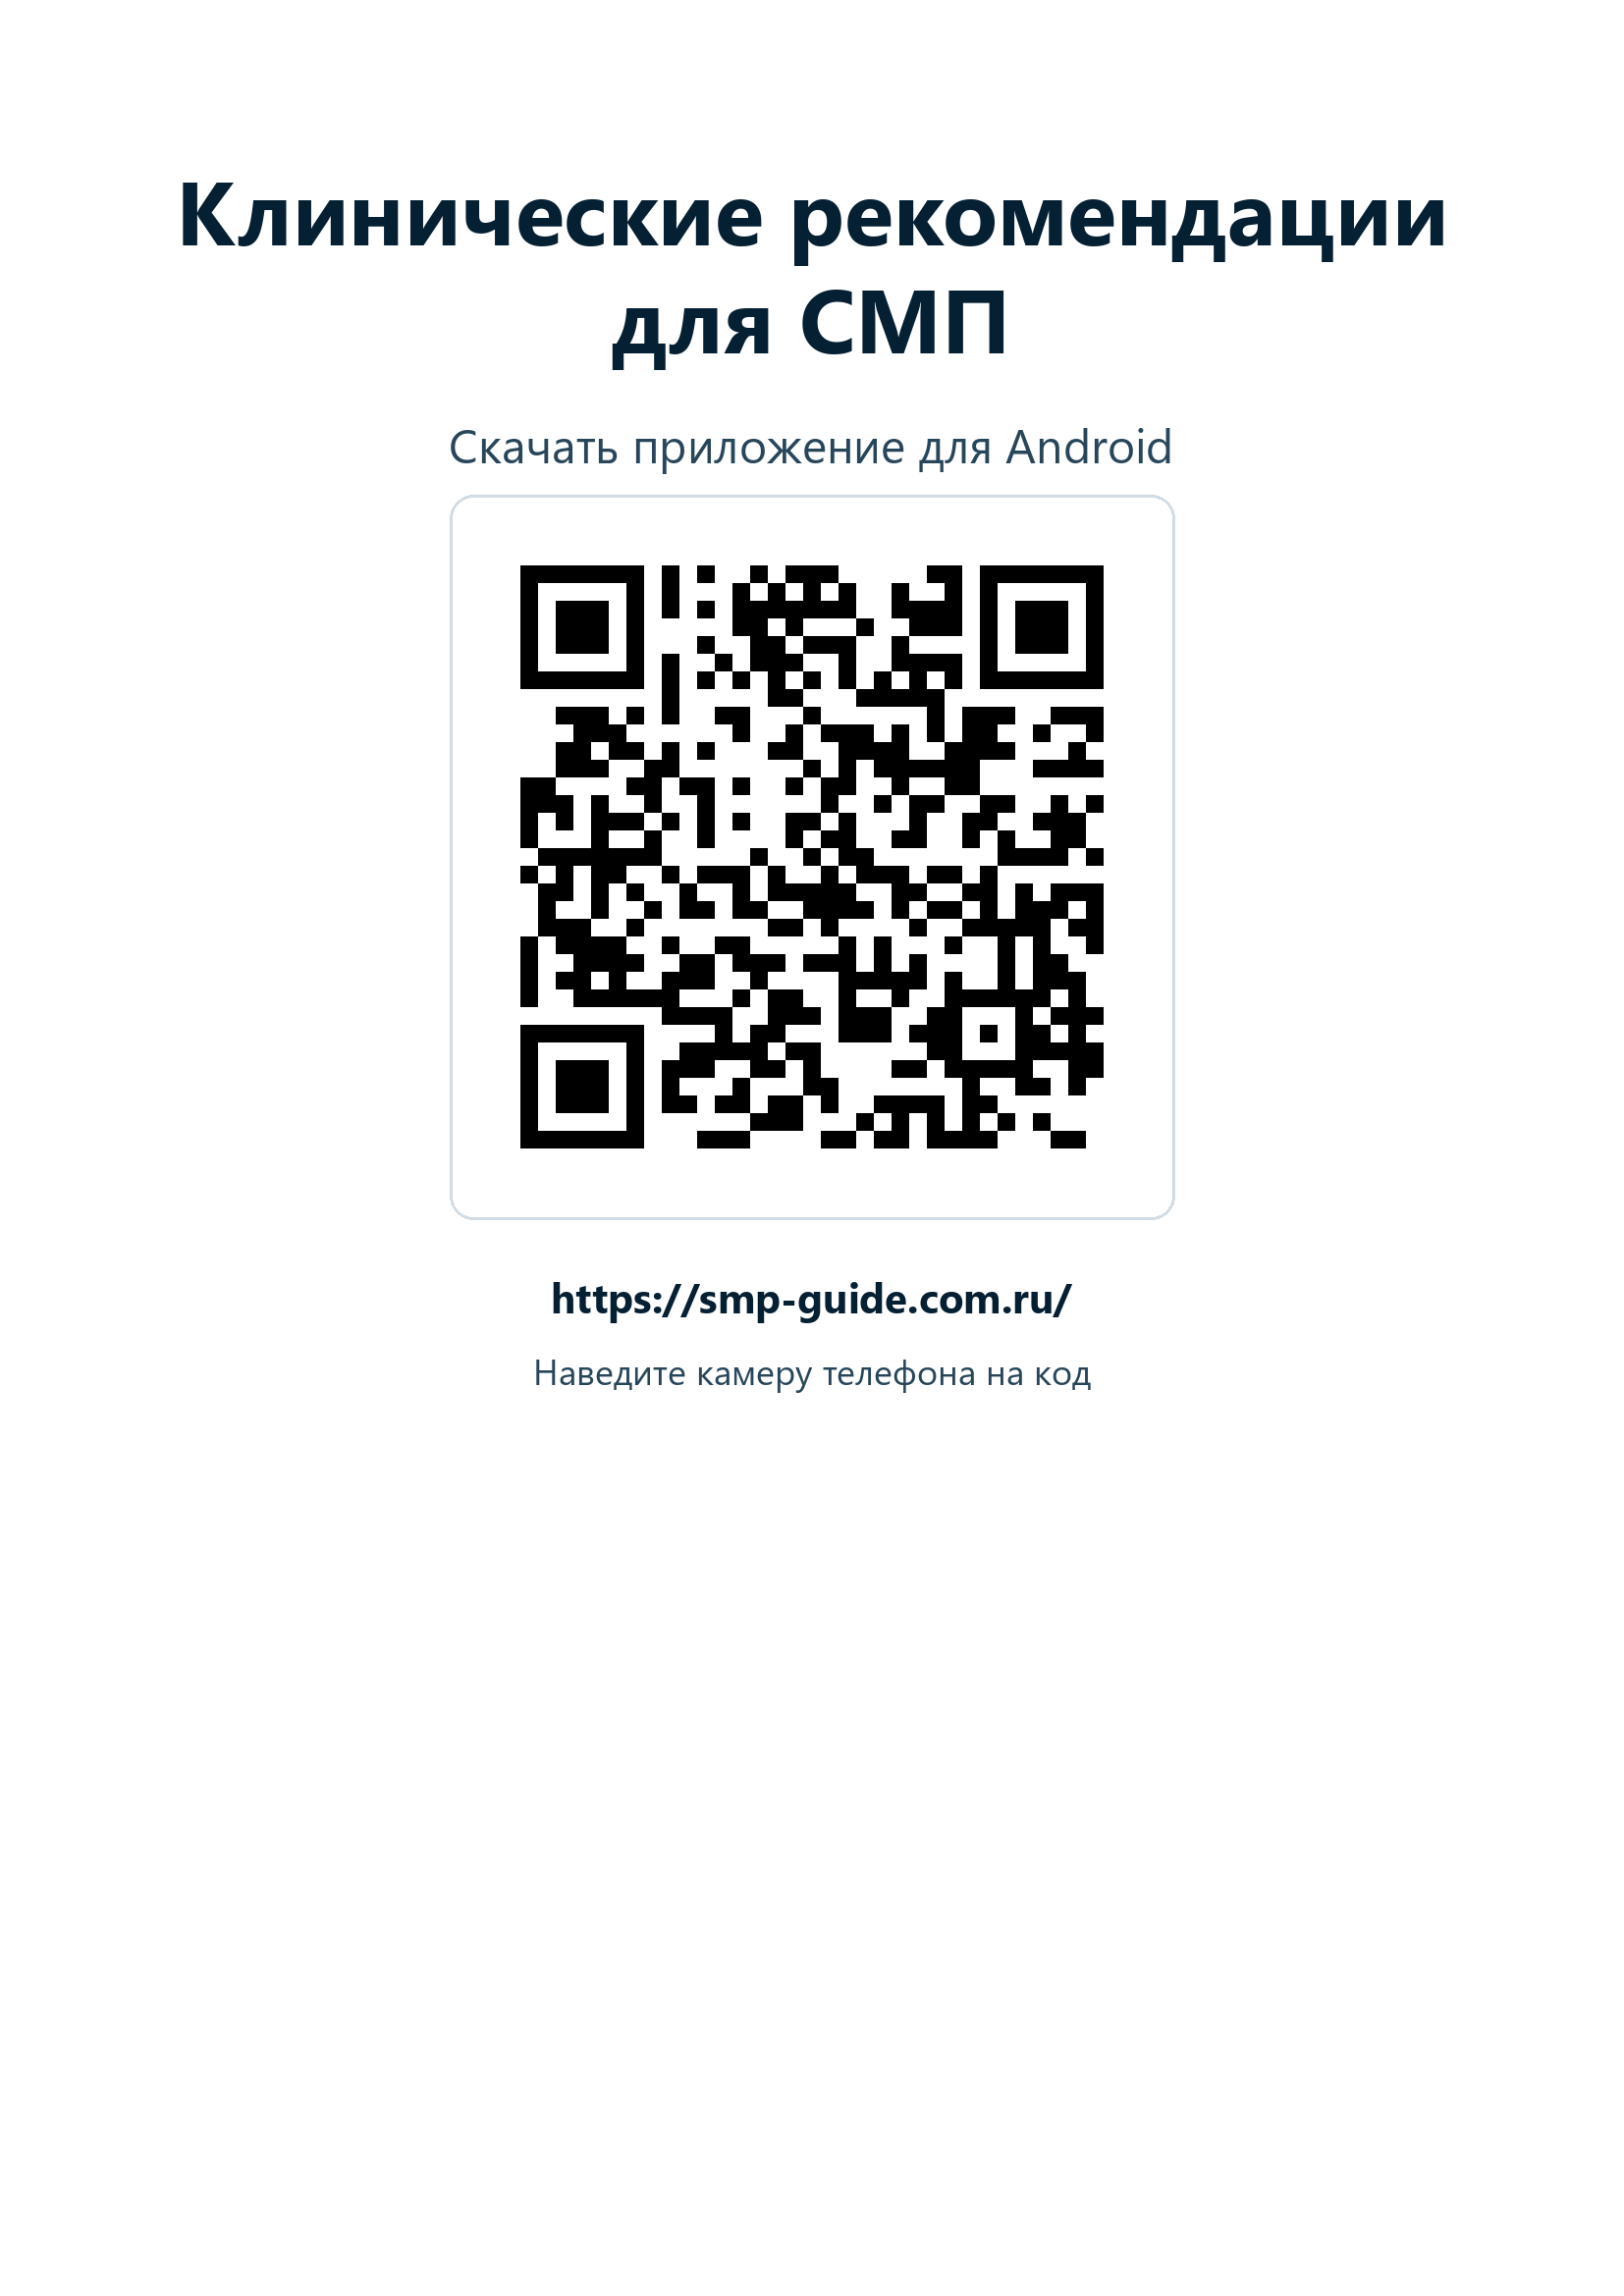 Клинические рекомендации
для СМП
Скачать приложение для Android
https://smp-guide.com.ru/
Наведите камеру телефона на код